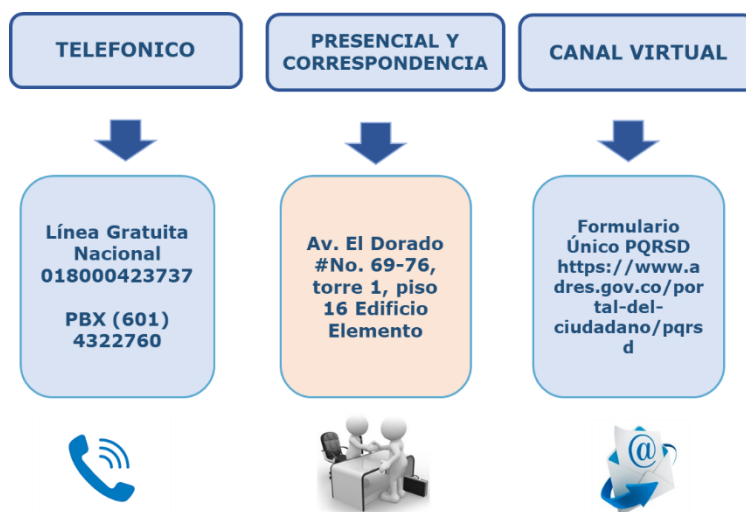 TELEFONICO
PRESENCIAL Y
CORRESPONDENCIA
CANAL VIRTUAL
Línea Gratuita
Nacional
018000423737
PBX (601)
4322760
Av. El Dorado
#No. 69-76,
torre 1, piso
16 Edificio
Elemento
Formulario
Único PQRSD
https://www.a
dres.gov.co/por
tal-del-
ciudadano/pqrs
d
@